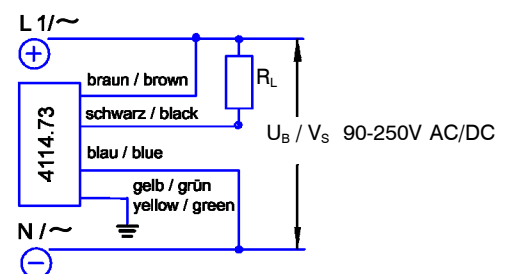 L 1/～
+
braun / brown
R_L
schwarz / black
4114.73
U_B / V_S 90-250V AC/DC
blau / blue
gelb / grün
yellow / green
N /～
−